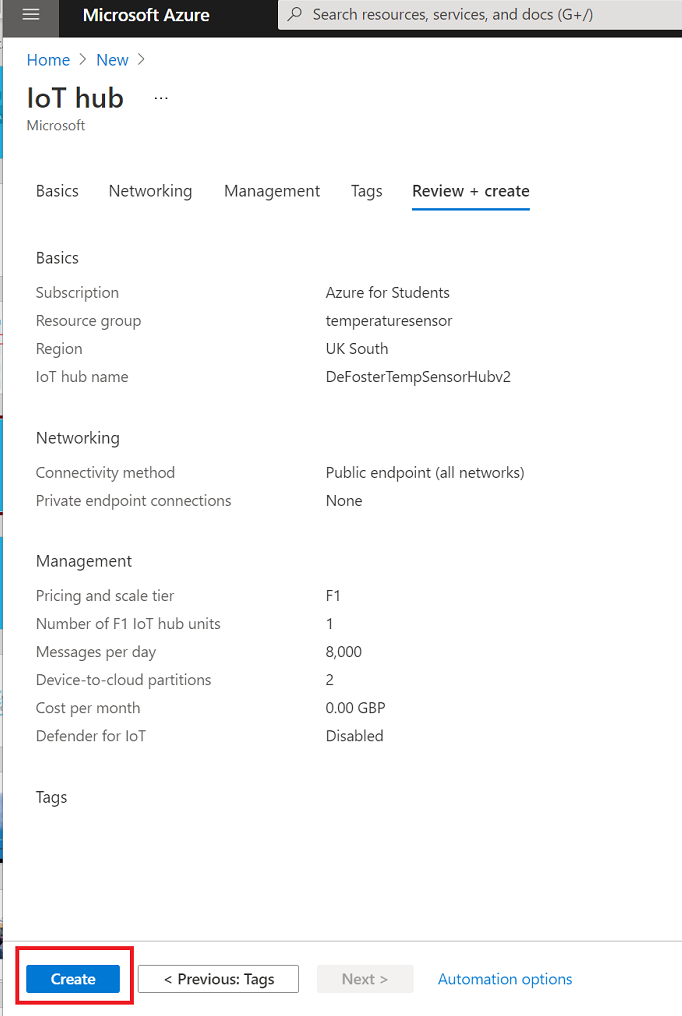 Microsoft Azure
Search resources, services, and docs (G+/)
Home > New >
IoT hub ...
Microsoft
Basics Networking Management Tags Review + create
Basics
Subscription Azure for Students
Resource group temperaturesensor
Region UK South
IoT hub name DeFosterTempSensorHubv2
Networking
Connectivity method Public endpoint (all networks)
Private endpoint connections None
Management
Pricing and scale tier F1
Number of F1 IoT hub units 1
Messages per day 8,000
Device-to-cloud partitions 2
Cost per month 0.00 GBP
Defender for IoT Disabled
Tags
Create < Previous: Tags Next > Automation options